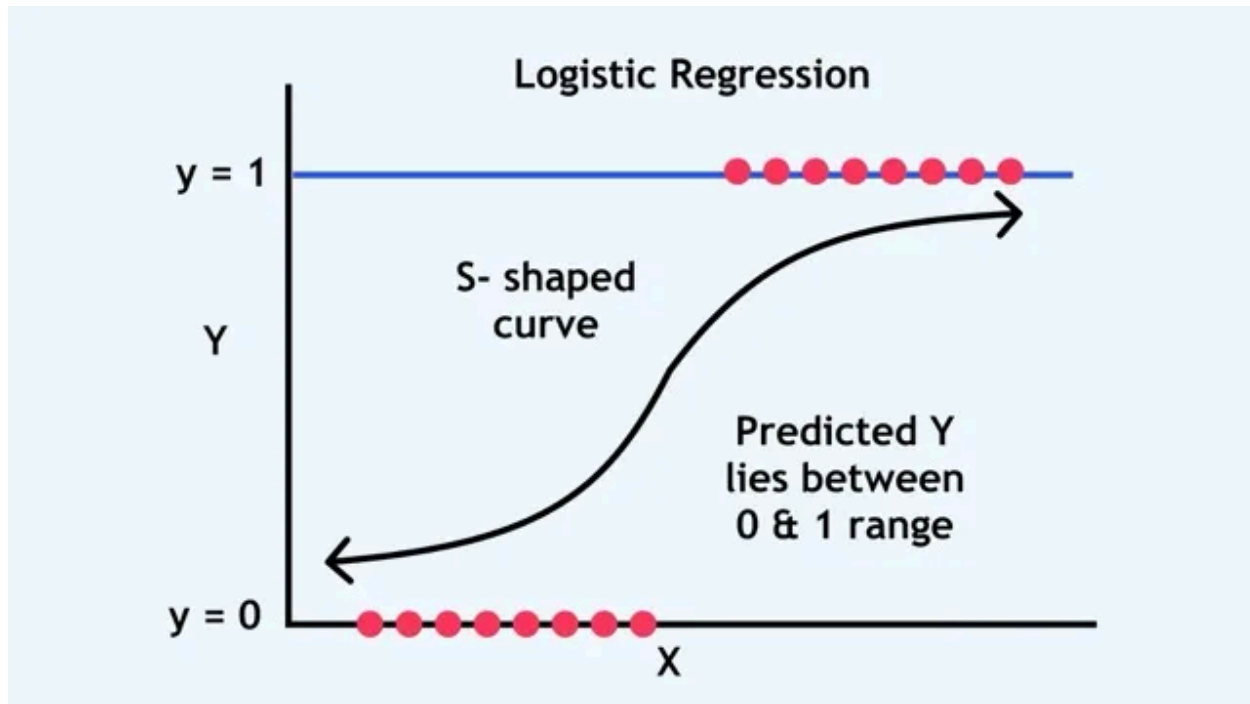 Logistic Regression
y = 1
S- shaped
curve
Y
Predicted Y
lies between
0 & 1 range
y = 0
X